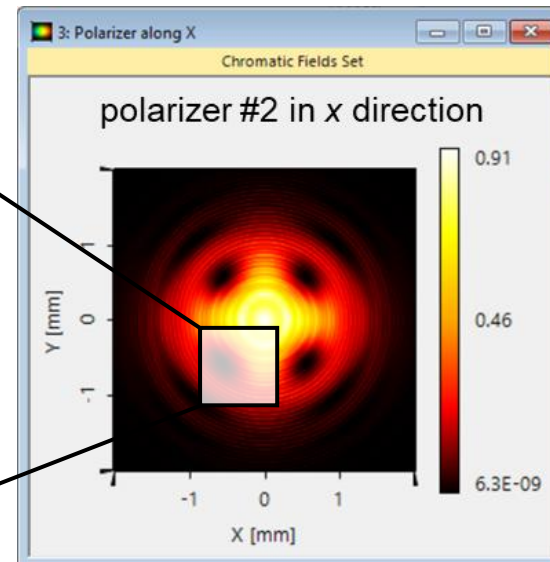 3: Polarizer along X
Chromatic Fields Set
polarizer #2 in x direction
0.91
0.46
6.3E-09
1
0
-1
Y [mm]
-1 0 1
X [mm]